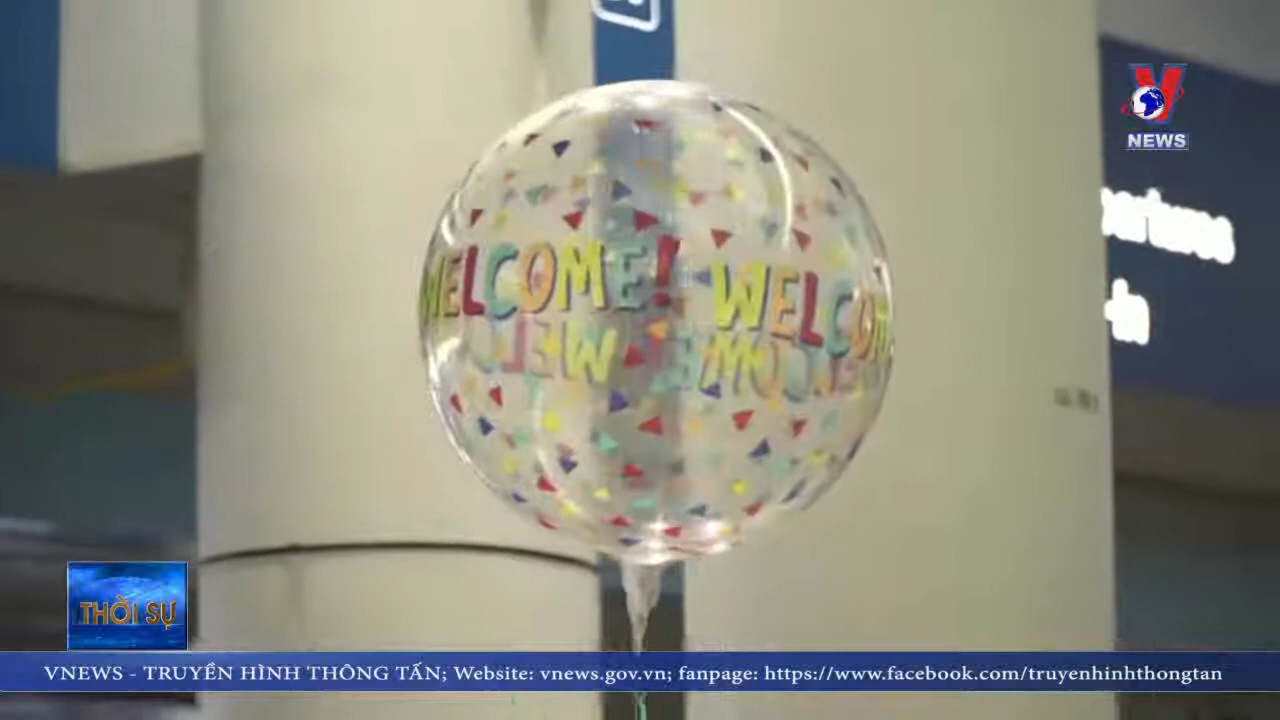 NEWS
WELCOME! WELCOM
THỜI SỰ
VNEWS - TRUYỀN HÌNH THÔNG TẤN; Website: vnews.gov.vn; fanpage: https://www.facebook.com/truyenhinhthongtan